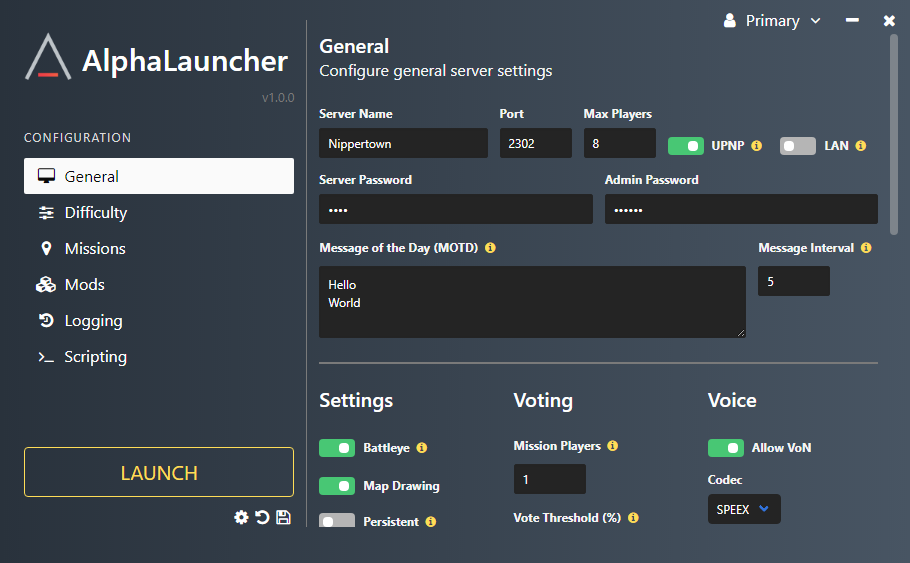 Primary
AlphaLauncher
v1.0.0
CONFIGURATION
General
Difficulty
Missions
Mods
Logging
Scripting
LAUNCH
General
Configure general server settings
Server Name Port Max Players
Nippertown 2302 8 UPNP LAN
Server Password Admin Password
•••• ••••••
Message of the Day (MOTD) Message Interval
Hello
World
5
Settings Voting Voice
Battleye Mission Players Allow VoN
Map Drawing 1 Codec
Persistent Vote Threshold (%) SPEEX